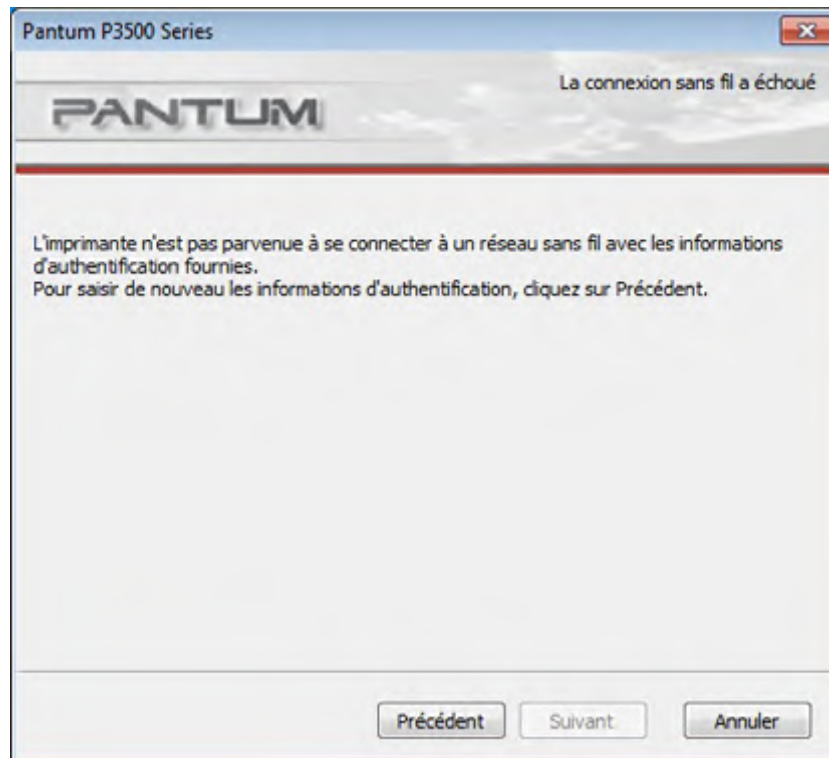 Pantum P3500 Series
La connexion sans fil a échoué
PANTUM
L'imprimante n'est pas parvenue à se connecter à un réseau sans fil avec les informations
d'authentification fournies.
Pour saisir de nouveau les informations d'authentification, cliquez sur Précédent.
Précédent
Suivant
Annuler